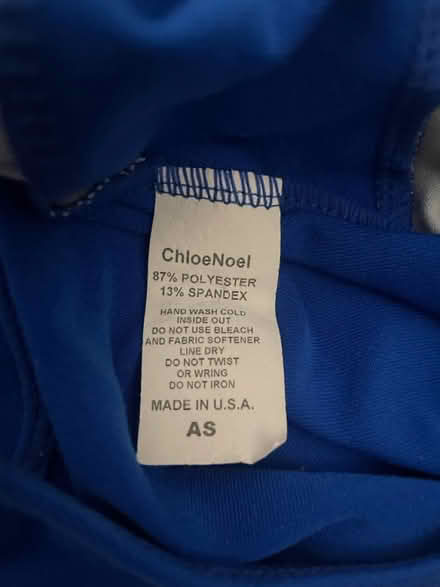 ChloeNoel
87% POLYESTER
13% SPANDEX
HAND WASH COLD
INSIDE OUT
DO NOT USE BLEACH
AND FABRIC SOFTENER
LINE DRY
DO NOT TWIST
OR WRING
DO NOT IRON
MADE IN U.S.A.
AS